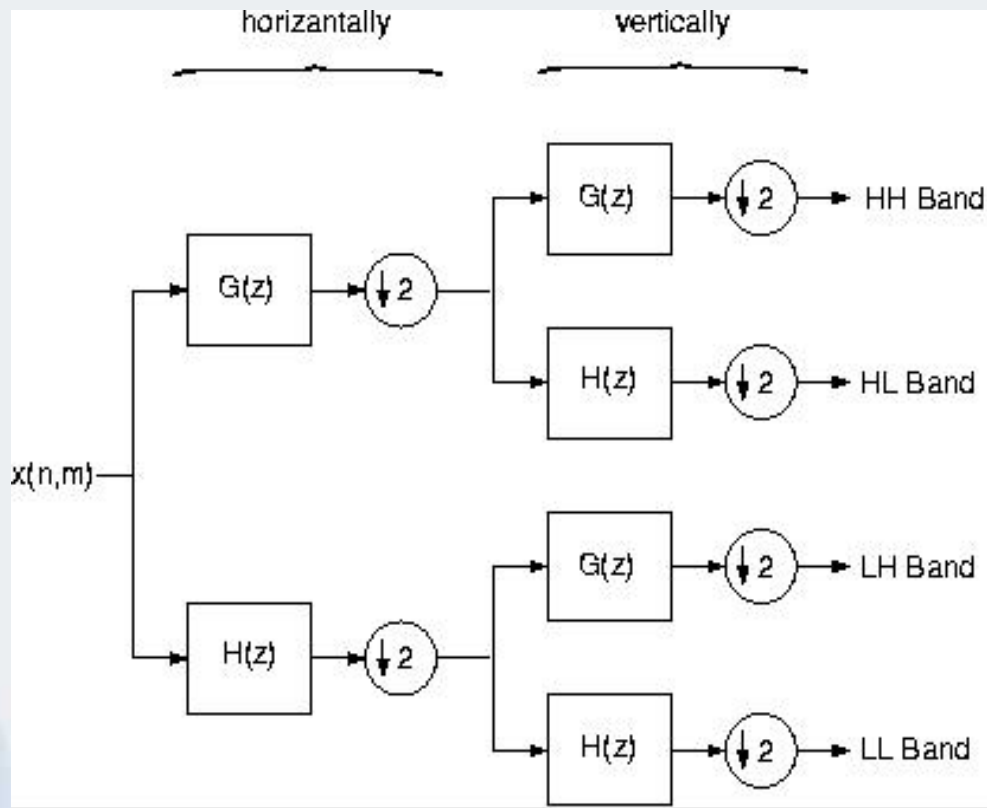 horizantally
vertically
G(z)
↓2
HH Band
G(z)
↓2
H(z)
↓2
HL Band
x(n,m)
G(z)
↓2
LH Band
H(z)
↓2
H(z)
↓2
LL Band